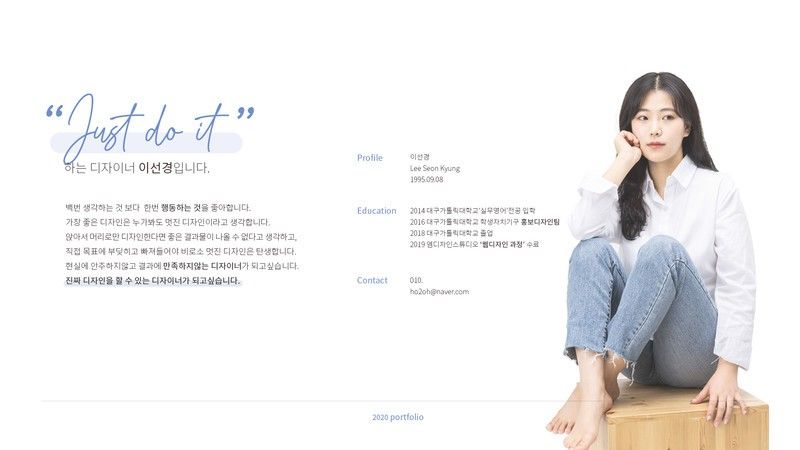 “Just do it”
하는 디자이너 이선경입니다.
백번 생각하는 것 보다 한번 행동하는 것을 좋아합니다.
가장 좋은 디자인은 누가봐도 멋진 디자인이라고 생각합니다.
앉아서 머리로만 디자인한다면 좋은 결과물이 나올 수 없다고 생각하고,
직접 목표에 부딪히고 빠져들어야 비로소 멋진 디자인은 탄생합니다.
현실에 안주하지않고 결과에 만족하지않는 디자이너가 되고싶습니다.
진짜 디자인을 할 수 있는 디자이너가 되고싶습니다.
Profile
이선경
Lee Seon Kyung
1995.09.08
Education
2014 대구가톨릭대학교'실무영어'전공 입학
2016 대구가톨릭대학교 학생자치기구 홍보디자인팀
2018 대구가톨릭대학교 졸업
2019 엠디자인스튜디오 '웹디자인 과정' 수료
Contact
010.
ho2oh@naver.com
2020 portfolio